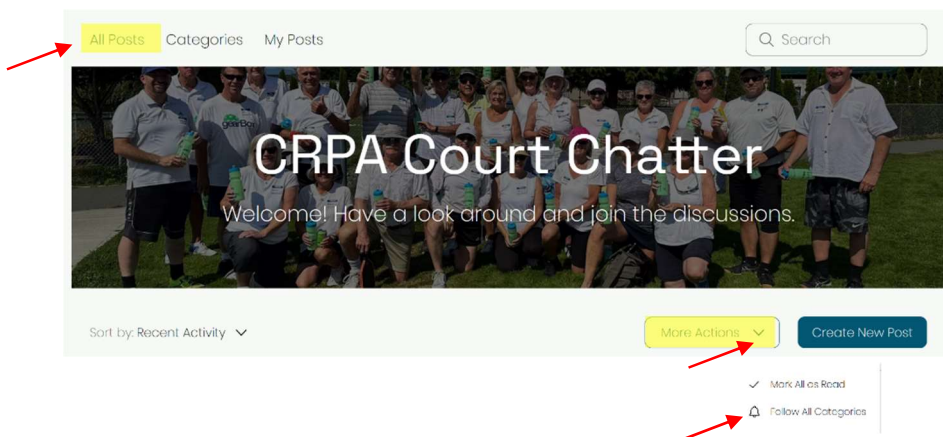 All Posts Categories My Posts Search
CRPA Court Chatter
Welcome! Have a look around and join the discussions.
Sort by: Recent Activity More Actions Create New Post
Mark All as Read
Follow All Categories